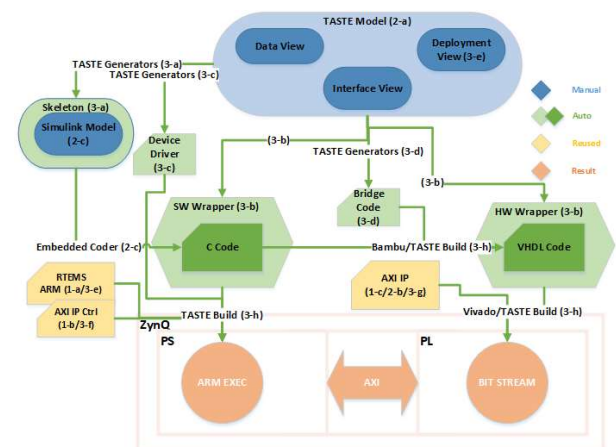 TASTE Model (2-a)
Data View
Deployment
View (3-e)
Interface View
TASTE Generators (3-a)
TASTE Generators (3-c)
Manual
Auto
Reused
Result
Skeleton (3-a)
Simulink Model
(2-c)
Device
Driver
(3-c)
(3-b)
TASTE Generators (3-d)
(3-b)
Bridge
Code
(3-d)
SW Wrapper (3-b)
HW Wrapper (3-b)
Embedded Coder (2-c)
C Code
Bambu/TASTE Build (3-h)
VHDL Code
RTEMS
ARM (1-a/3-e)
AXI IP
(1-c/2-b/3-g)
AXI IP Ctrl
(1-b/3-f)
TASTE Build (3-h)
Vivado/TASTE Build (3-h)
ZynQ
PS
PL
ARM EXEC
AXI
BIT STREAM